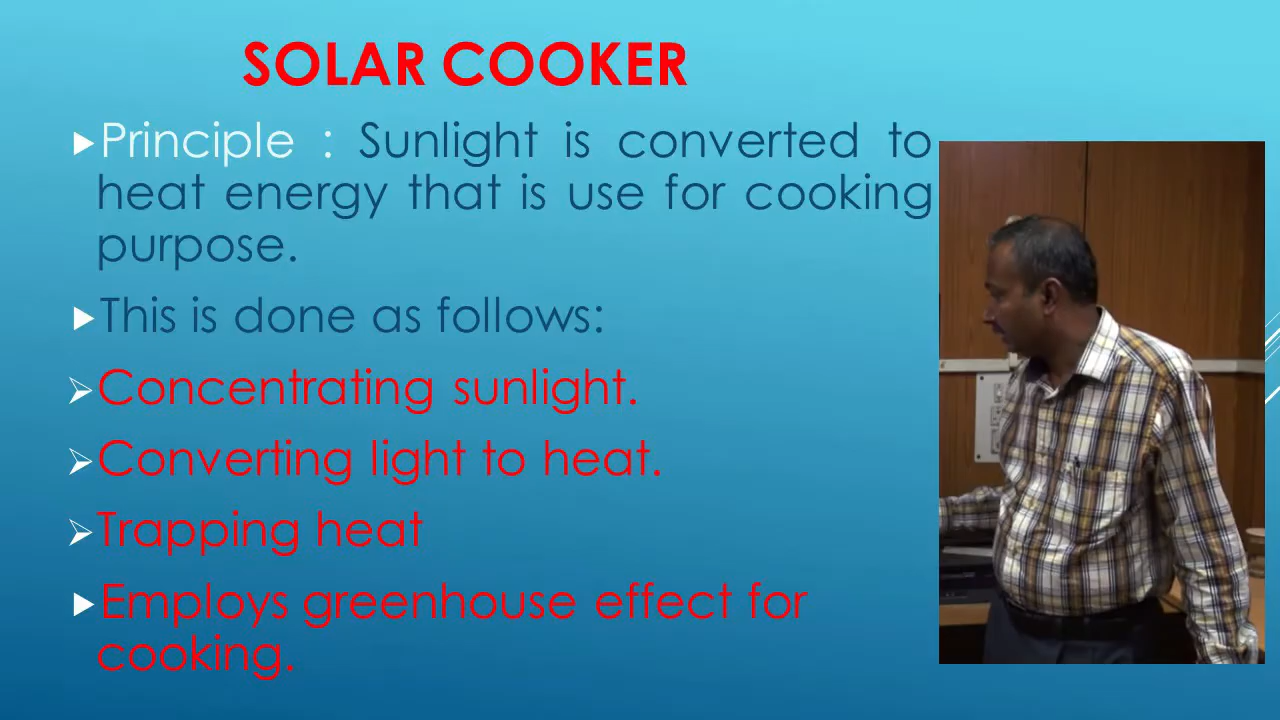 SOLAR COOKER
Principle : Sunlight is converted to
heat energy that is use for cooking
purpose.
This is done as follows:
Concentrating sunlight.
Converting light to heat.
Trapping heat
Employs greenhouse effect for
cooking.